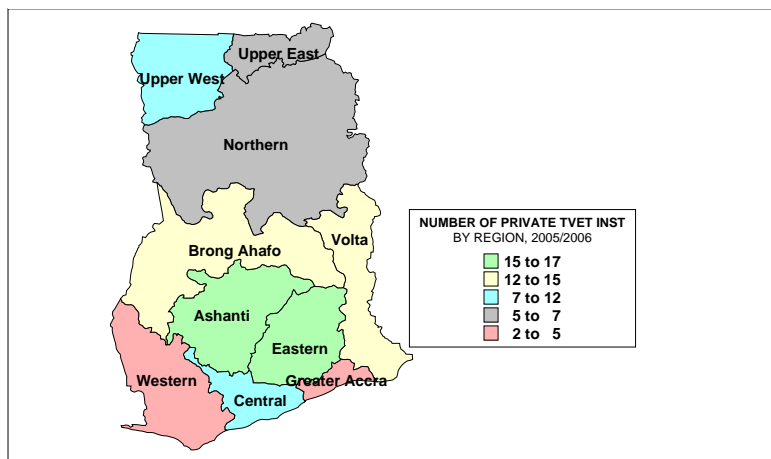 Upper East
Upper West
Northern
Volta
Brong Ahafo
Ashanti
Eastern
Western
Greater Accra
Central
NUMBER OF PRIVATE TVET INST
BY REGION, 2005/2006
15 to 17
12 to 15
7 to 12
5 to 7
2 to 5